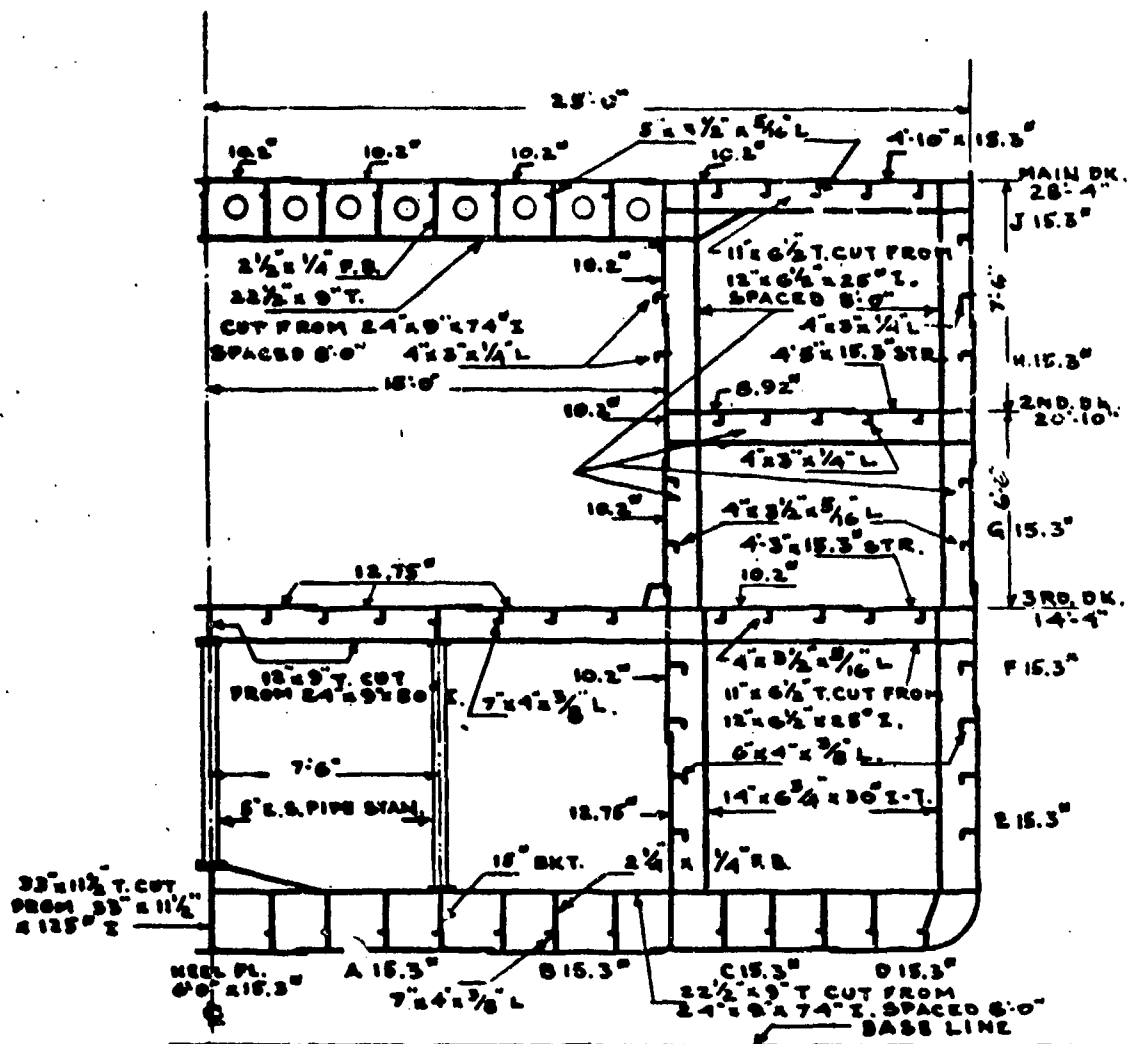 25'-0"
5" x 3 1/2" x 5/16" L
10.2" 10.2" 10.2" 10.2" 4'-10" x 15.3"
MAIN DK.
28'-4"
J 15.3"
2 1/2" x 1/4" F.B.
22 1/2" x 9" T.
CUT FROM 24" x 9" x 74" I
SPACED 8'-0"
4" x 3" x 1/4" L
10.2"
11" x 6 1/2" T. CUT FROM
12" x 6 1/2" x 25" I.
SPACED 8'-0"
4" x 3" x 1/4" L
7'-6"
4'-5" x 15.3" STR.
H. 15.3"
15'-0"
8.92"
10.2"
2ND. DK.
20'-10"
4" x 3" x 1/4" L
6'-6"
10.2"
4" x 3 1/2" x 5/16" L
G 15.3"
4'-3" x 15.3" STR.
12.75"
10.2"
3RD. DK.
14'-4"
12" x 9" T. CUT
FROM 24" x 9" x 80" I.
7" x 4" x 3/8" L.
10.2"
4" x 3 1/2" x 5/16" L
F 15.3"
11" x 6 1/2" T. CUT FROM
12" x 6 1/2" x 25" I.
6" x 4" x 3/8" L.
7'-6"
14" x 6 3/4" x 30" I-T.
PIPE STAN.
12.75"
E 15.3"
15" BKT.
2 1/4" x 1/4" F.B.
33" x 11 1/2" T. CUT
FROM 33" x 11 1/2"
x 125" I
KEEL PL.
6'0" x 15.3"
A 15.3"
B 15.3"
C 15.3"
D 15.3"
7" x 4" x 3/8" L
22 1/2" x 9" T CUT FROM
24" x 9" x 74" I. SPACED 8'-0"
BASE LINE